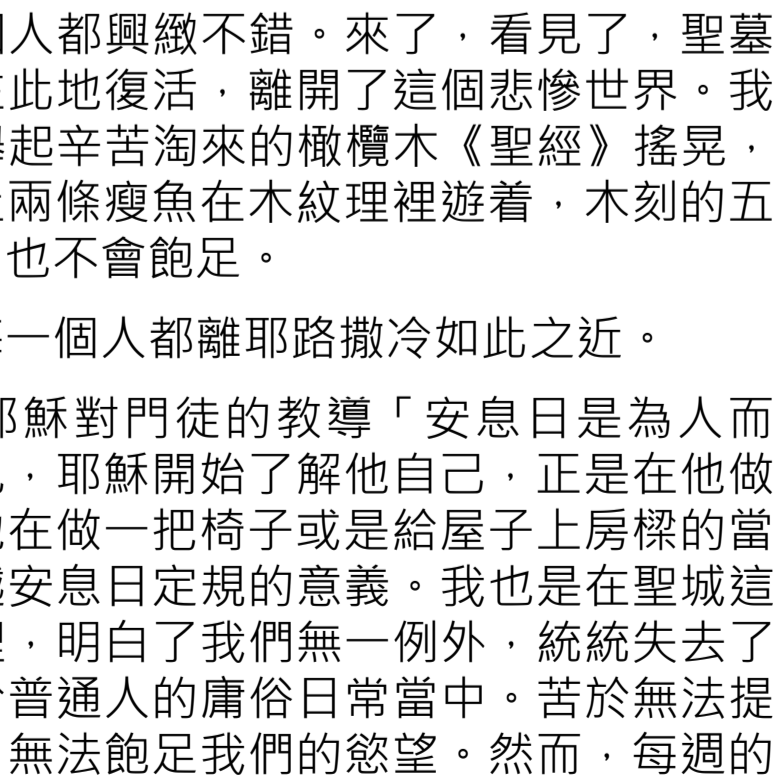 人都興緻不錯。來了，看見了，聖墓
此地復活，離開了這個悲慘世界。我
起辛苦淘來的橄欖木《聖經》搖晃，
兩條瘦魚在木紋理裡遊着，木刻的五
也不會飽足。
一個人都離耶路撒冷如此之近。
耶穌對門徒的教導「安息日是為人而
，耶穌開始了解他自己，正是在他做
在做一把椅子或是給屋子上房樑的當
安息日定規的意義。我也是在聖城這
，明白了我們無一例外，統統失去了
普通人的庸俗日常當中。苦於無法提
無法飽足我們的慾望。然而，每週的